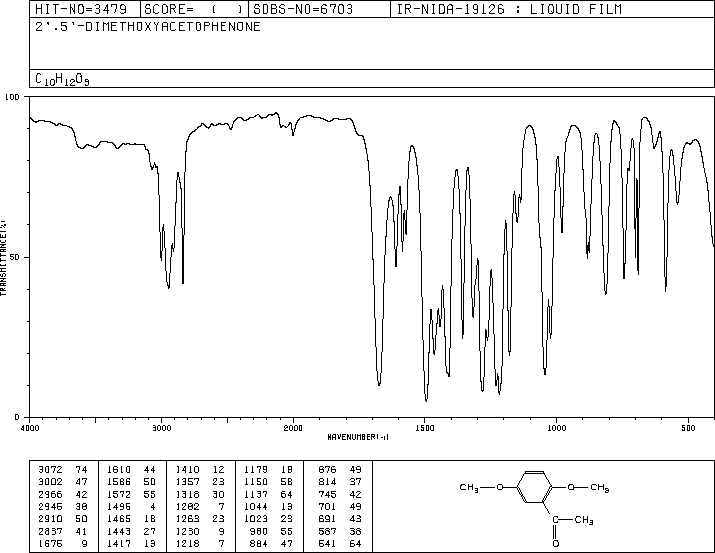 HIT-NO=3479 SCORE= ( ) SDBS-NO=6703 IR-NIDA-19126 : LIQUID FILM
2',5'-DIMETHOXYACETOPHENONE
C10H12O3
100
50
0
TRANSMITTANCE(%)
4000 3000 2000 1500 1000 500
WAVENUMBER(-1)
3072 74 1610 44 1410 12 1179 18 876 49
3002 47 1586 50 1357 23 1150 58 814 37
2966 42 1572 55 1318 30 1137 64 745 42
2945 38 1495 4 1282 7 1044 13 701 49
2910 50 1465 18 1263 23 1023 23 691 43
2837 41 1443 27 1230 9 980 55 587 38
1675 9 1417 13 1218 7 884 47 541 64
CH3 O O CH3
C CH3
O